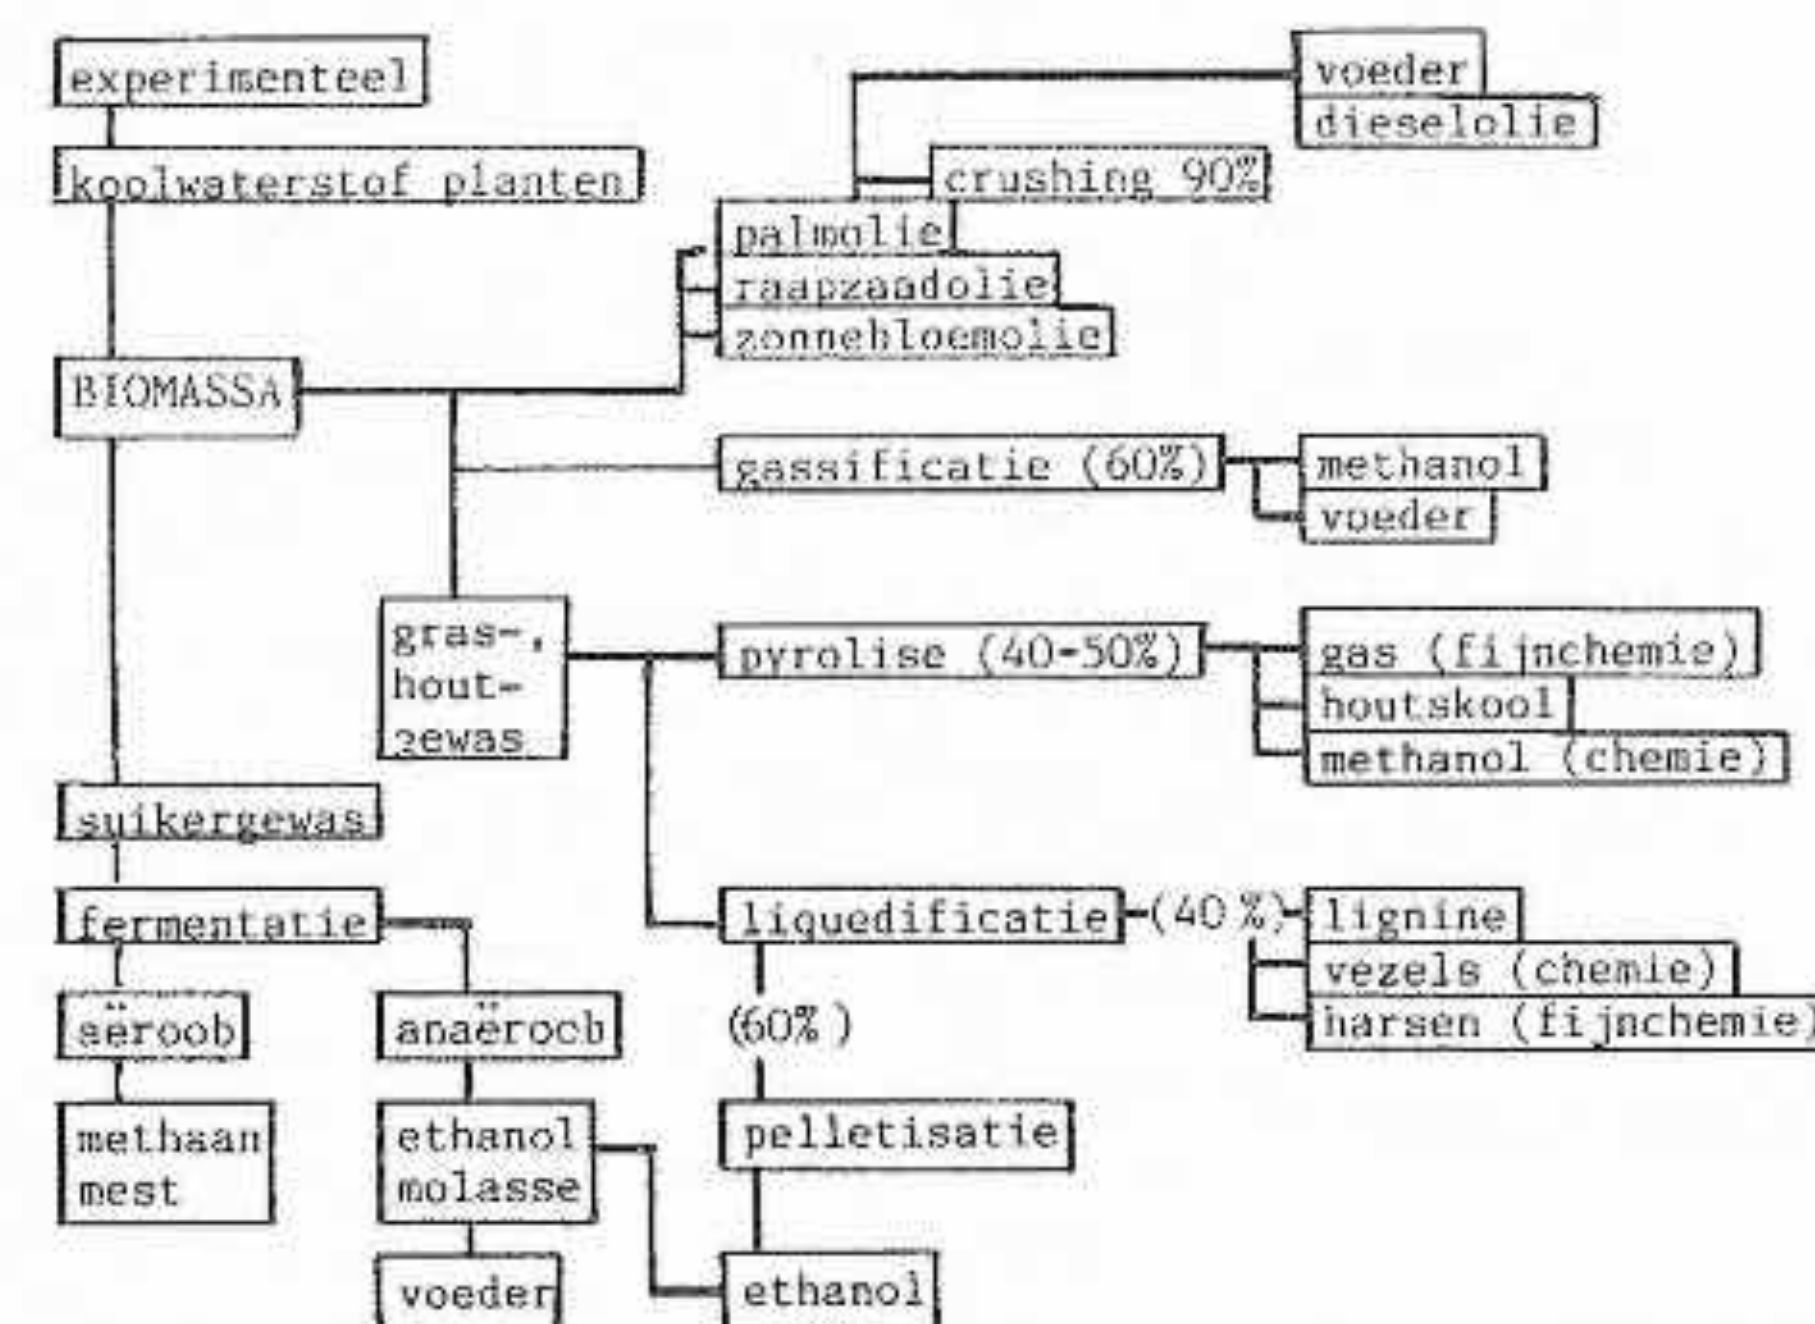 experimenteel
koolwaterstof planten
BIOMASSA
suikergewas
fermentatie
aëroob
methaan
mest
anaëroob
ethanol
molasse
voeder
gras-,
hout-
gewas
palmolie
raapzaadolie
zonnebloemolie
crushing 90%
voeder
dieselolie
gassificatie (60%)
methanol
voeder
pyrolise (40-50%)
gas (fijnchemie)
houtskool
methanol (chemie)
liquedificatie
(40%)
lignine
vezels (chemie)
harsen (fijnchemie)
(60%)
pelletisatie
ethanol